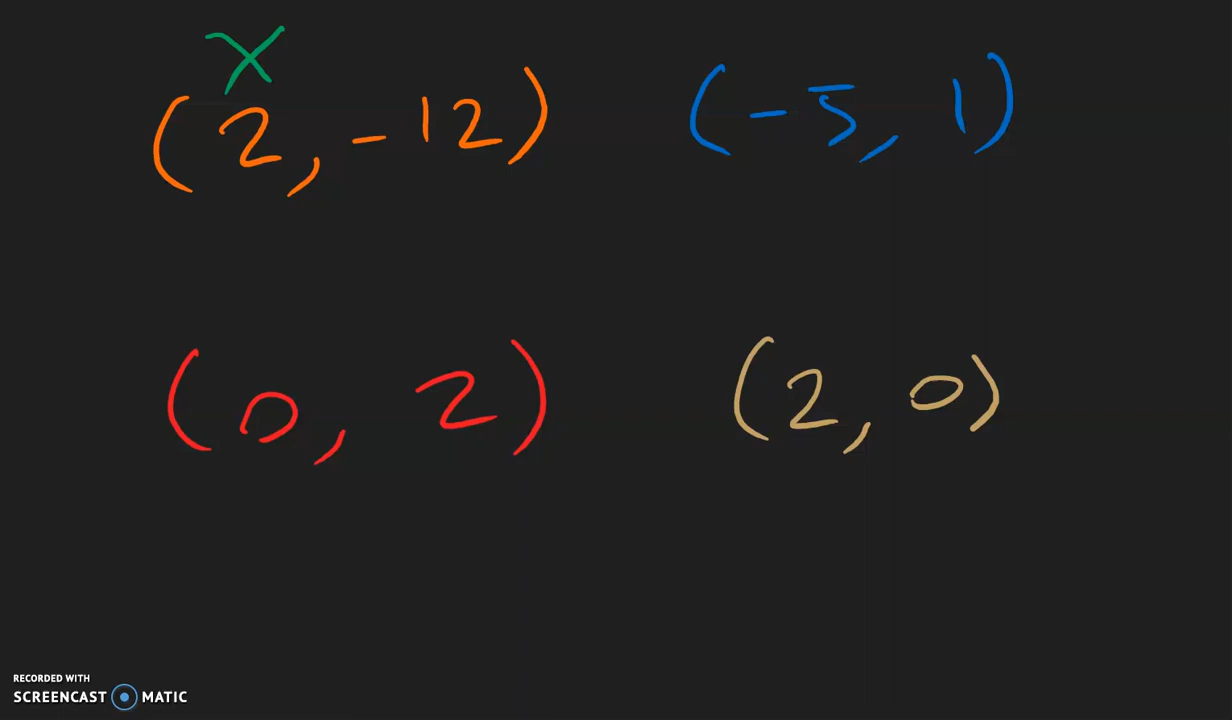 x
(2, -12) (-5, 1)
(0, 2) (2, 0)
RECORDED WITH
SCREENCAST MATIC